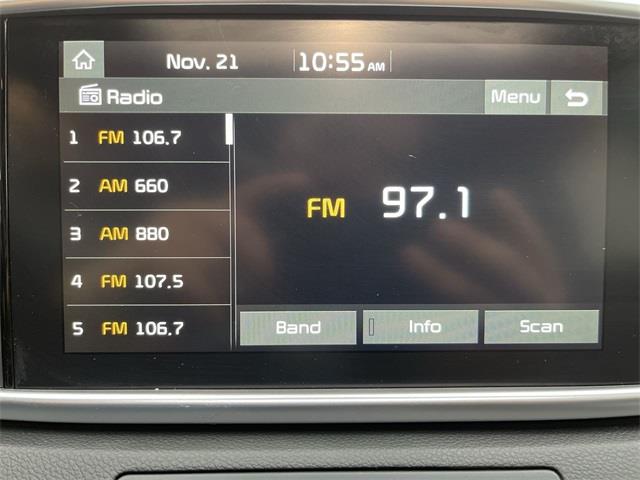 Nov. 21 10:55 AM
Radio Menu
1 FM 106.7
2 AM 660
3 AM 880
4 FM 107.5
5 FM 106.7
FM 97.1
Band Info Scan